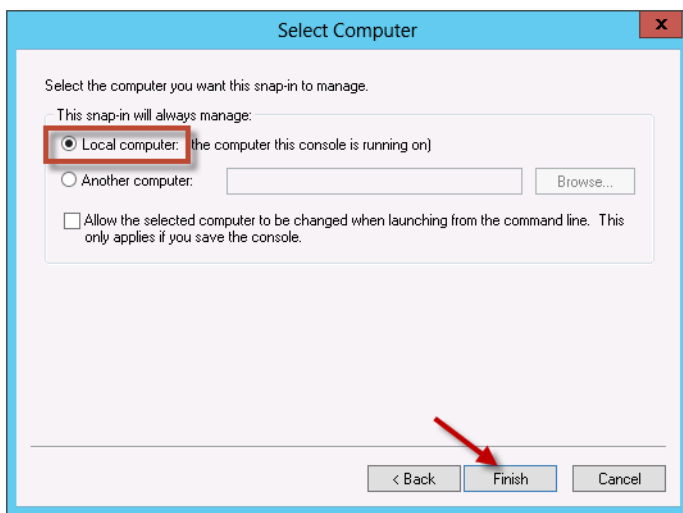 Select Computer
x
Select the computer you want this snap-in to manage.
This snap-in will always manage:
Local computer: the computer this console is running on)
Another computer:
Browse...
Allow the selected computer to be changed when launching from the command line. This
only applies if you save the console.
< Back Finish Cancel